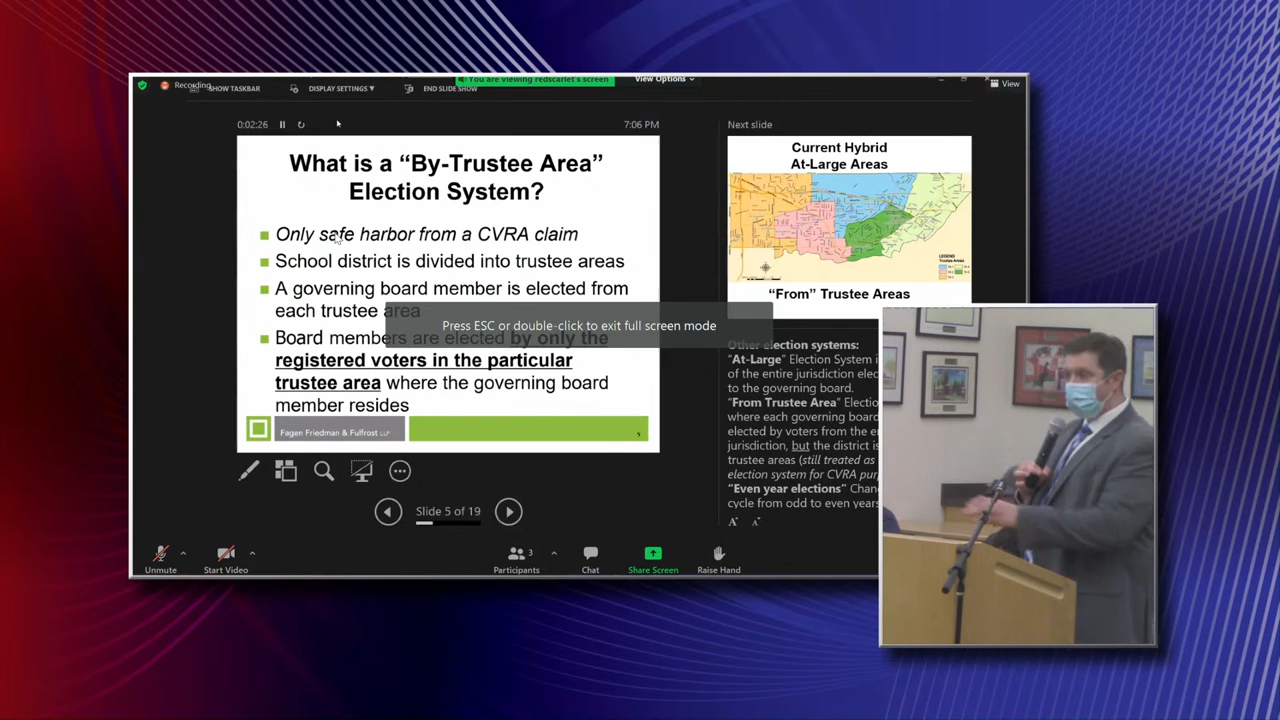 Recording
You are viewing redscarlet's screen
View Options
View
SHOW TASKBAR
DISPLAY SETTINGS ▼
END SLIDE SHOW
0:02:26
7:06 PM
What is a “By-Trustee Area”
Election System?
Only safe harbor from a CVRA claim
School district is divided into trustee areas
A governing board member is elected from
each trustee area
Press ESC or double-click to exit full screen mode
Board members are elected by only the
registered voters in the particular
trustee area where the governing board
member resides
Fagen Friedman & Fulfrost LLP
Slide 5 of 19
Next slide
Current Hybrid
At-Large Areas
LEGEND
Trustee Areas
“From” Trustee Areas
Other election systems:
“At-Large” Election System i
of the entire jurisdiction elec
to the governing board.
“From Trustee Area” Electio
where each governing board
elected by voters from the e
jurisdiction, but the district is
trustee areas (still treated as
election system for CVRA pur
“Even year elections” Chan
cycle from odd to even years
Unmute
Start Video
Participants
3
Chat
Share Screen
Raise Hand